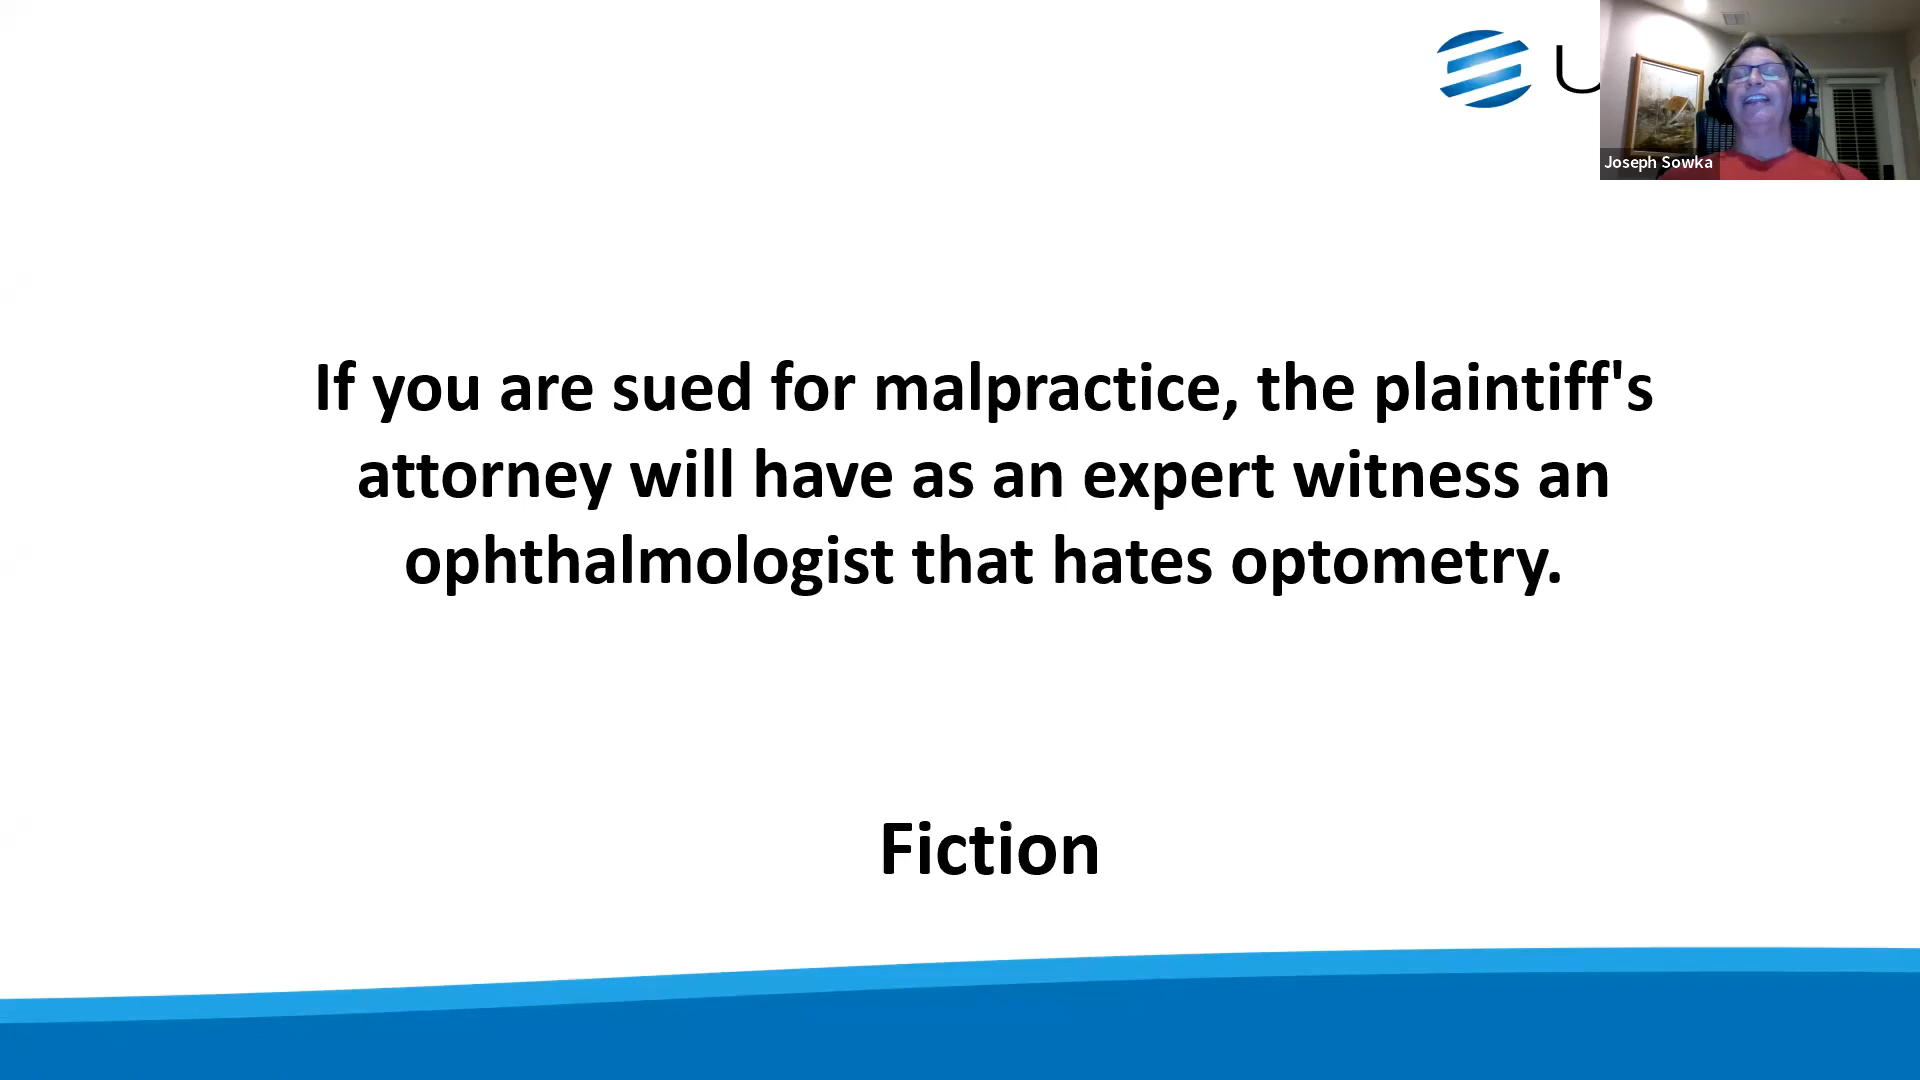 U
Joseph Sowka
If you are sued for malpractice, the plaintiff's
attorney will have as an expert witness an
ophthalmologist that hates optometry.
Fiction